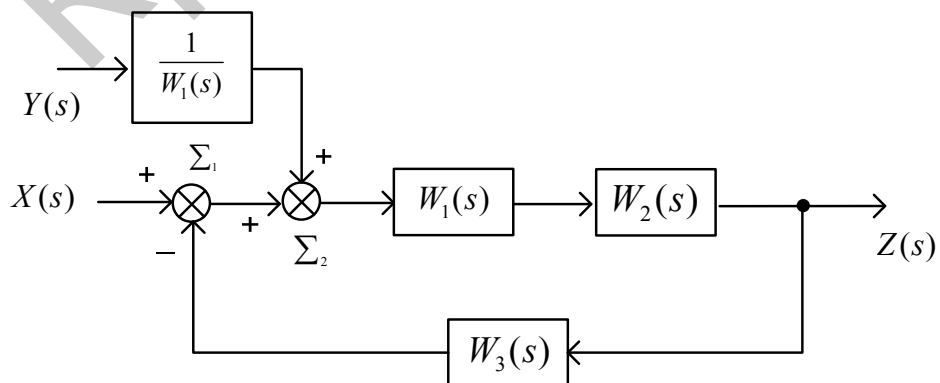 1
W₁(s)
Y(s)
Σ₁
+
+
X(s)
+
W₁(s)
W₂(s)
−
Σ₂
Z(s)
W₃(s)